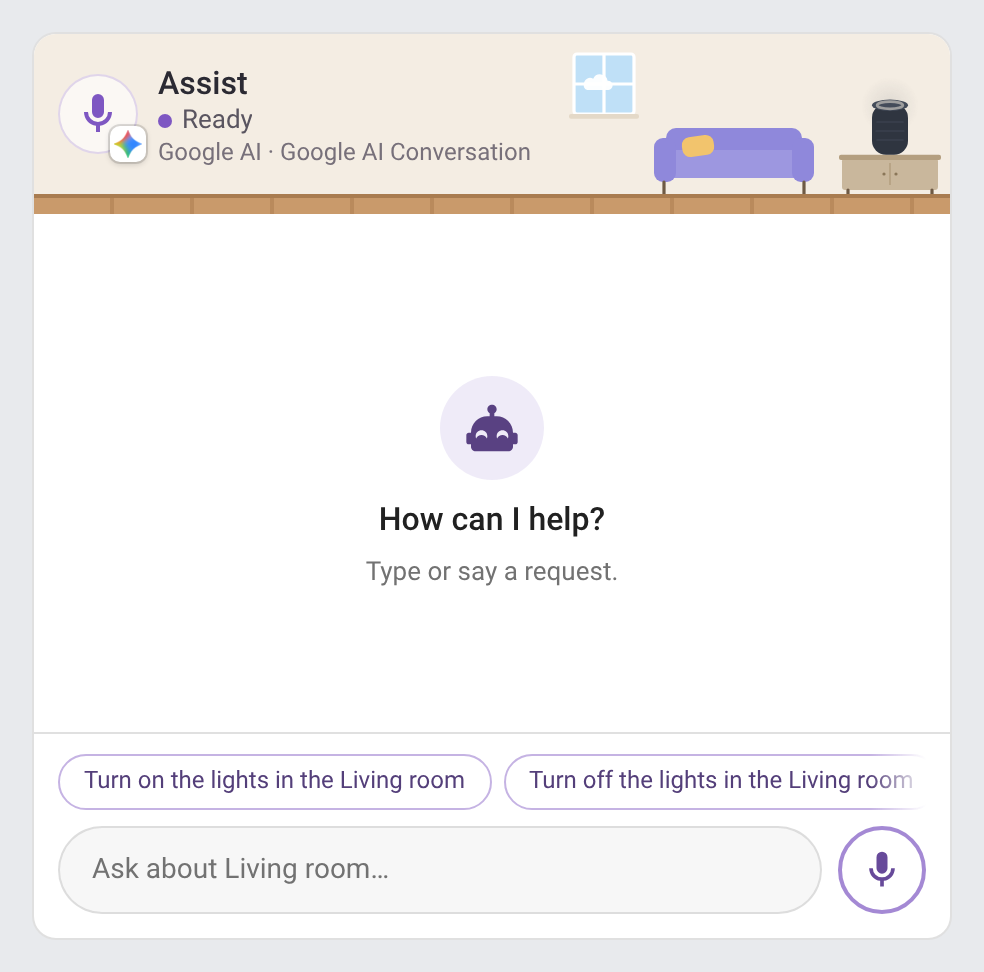 Assist
Ready
Google AI · Google AI Conversation
How can I help?
Type or say a request.
Turn on the lights in the Living room
Turn off the lights in the Living room
Ask about Living room…